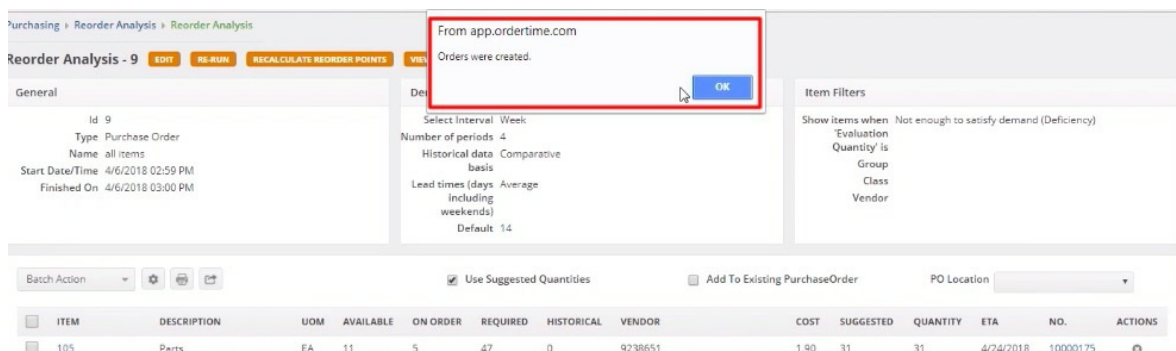 Purchasing › Reorder Analysis › Reorder Analysis
From app.ordertime.com
Orders were created.
OK
Reorder Analysis - 9 EDIT RE-RUN RECALCULATE REORDER POINTS
General
Item Filters
Id 9
Type Purchase Order
Name all items
Start Date/Time 4/6/2018 02:59 PM
Finished On 4/6/2018 03:00 PM
Select Interval Week
Number of periods 4
Historical data Comparative
basis
Lead times (days Average
including
weekends)
Default 14
Show items when Not enough to satisfy demand (Deficiency)
'Evaluation
Quantity' is
Group
Class
Vendor
Batch Action Use Suggested Quantities Add To Existing PurchaseOrder PO Location
ITEM DESCRIPTION UOM AVAILABLE ON ORDER REQUIRED HISTORICAL VENDOR COST SUGGESTED QUANTITY ETA NO. ACTIONS
105 Parts EA 11 5 47 0 9238651 1.90 31 31 4/24/2018 10000175